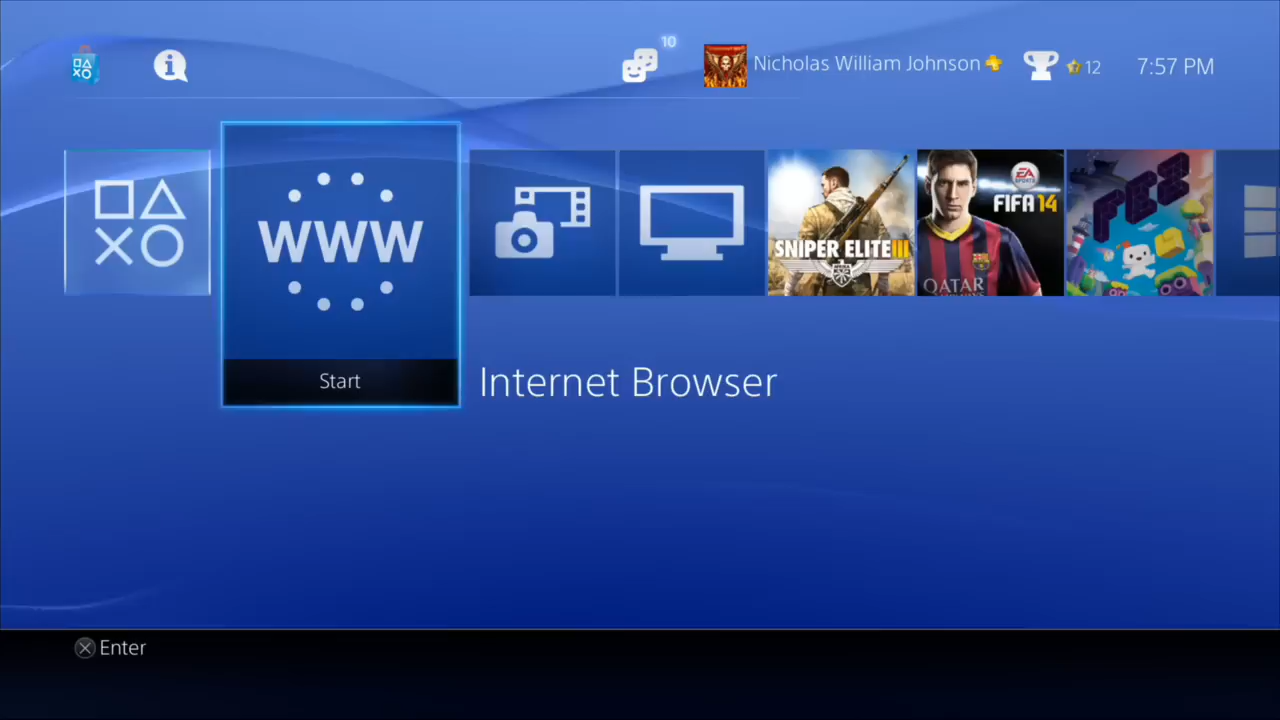 10
Nicholas William Johnson
12
7:57 PM
WWW
SNIPER ELITE III
EA
SPORTS
FIFA 14
QATAR
FEZ
Start
Internet Browser
Enter